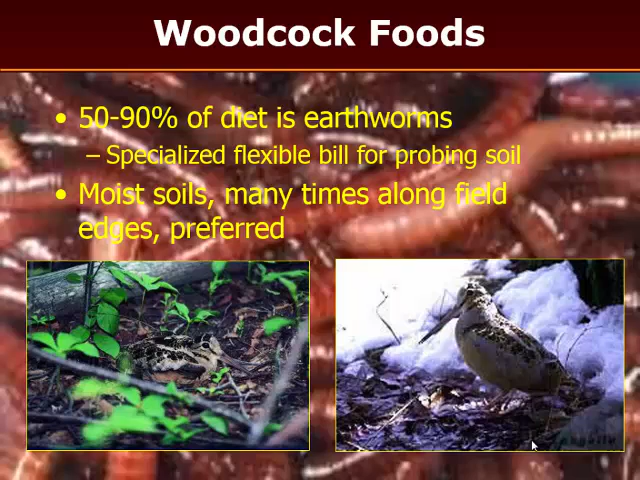 Woodcock Foods
• 50-90% of diet is earthworms
– Specialized flexible bill for probing soil
• Moist soils, many times along field
edges, preferred